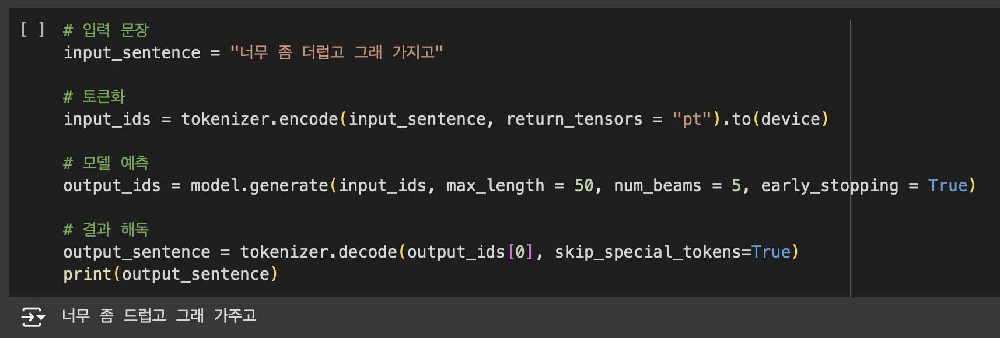 [ ] # 입력 문장
input_sentence = "너무 좀 더럽고 그래 가지고"
# 토큰화
input_ids = tokenizer.encode(input_sentence, return_tensors = "pt").to(device)
# 모델 예측
output_ids = model.generate(input_ids, max_length = 50, num_beams = 5, early_stopping = True)
# 결과 해독
output_sentence = tokenizer.decode(output_ids[0], skip_special_tokens=True)
print(output_sentence)
너무 좀 드럽고 그래 가주고